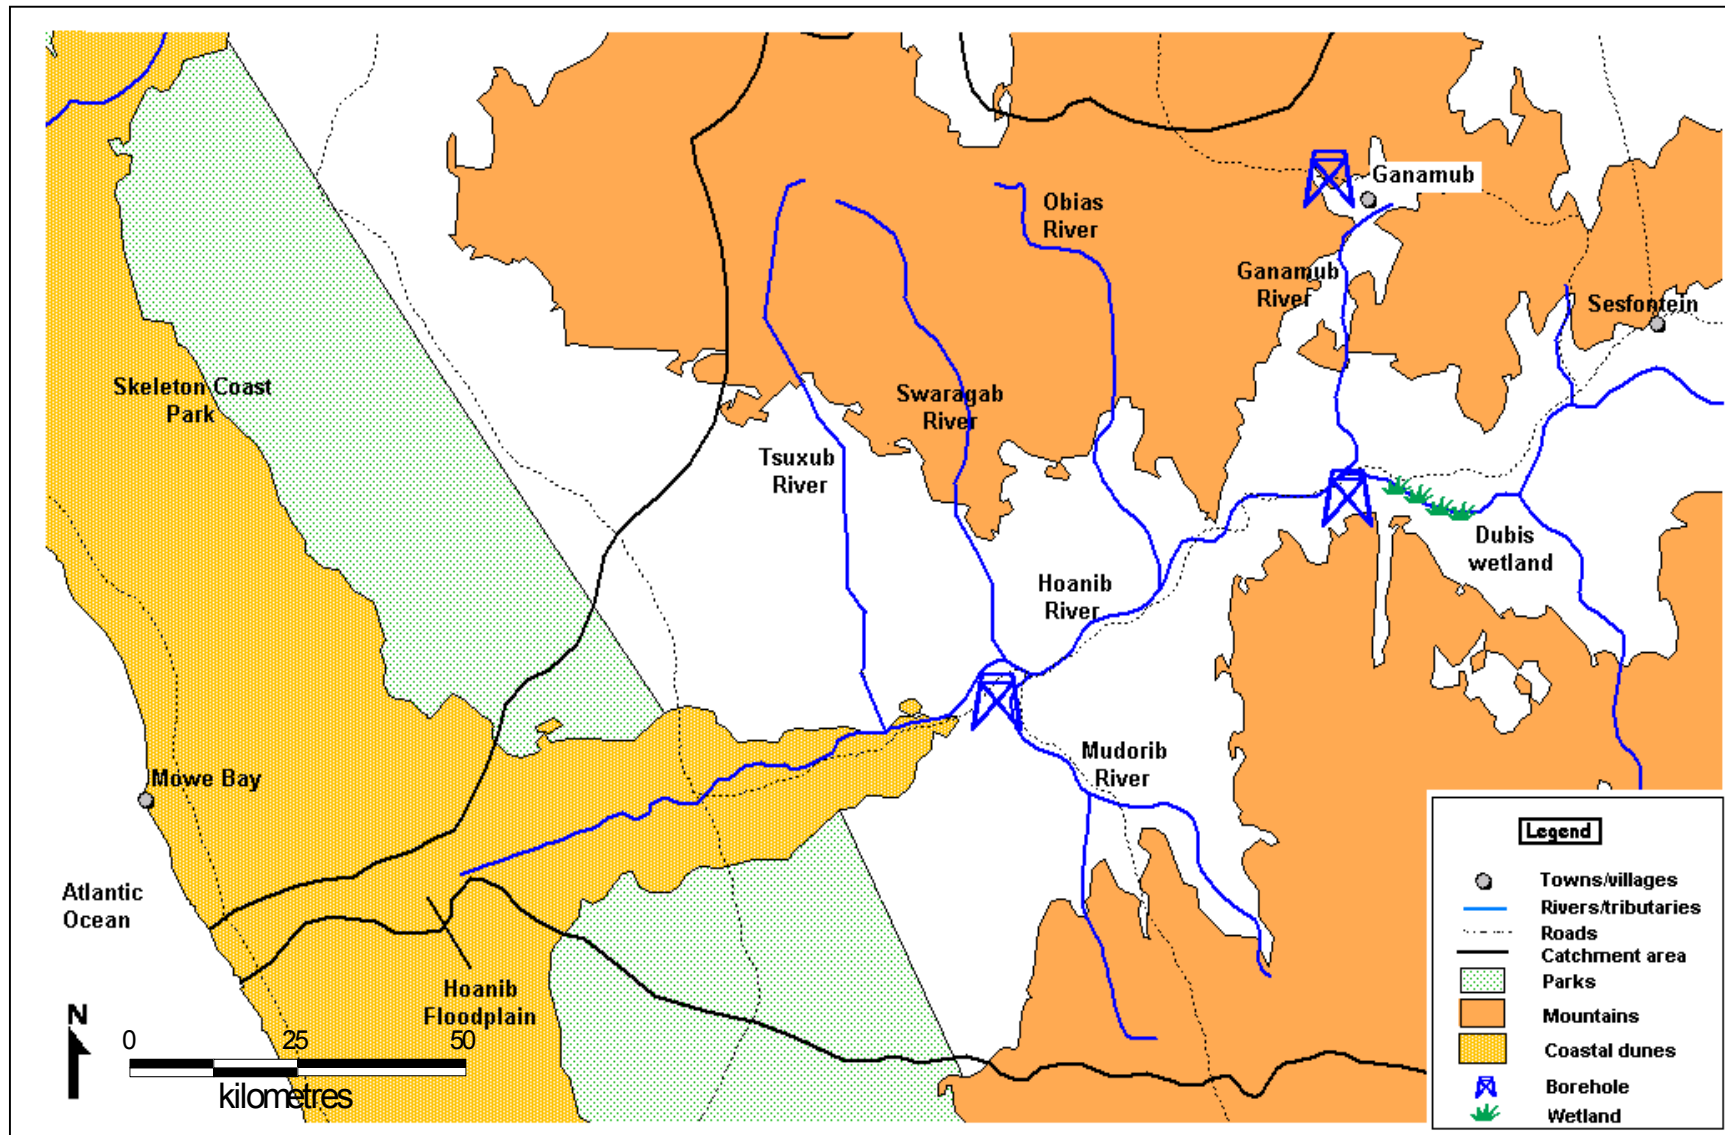 Ganamub
Obias
River
Ganamub
River
Sesfontein
Skeleton Coast
Park
Swaragab
River
Tsuxub
River
Dubis
wetland
Hoanib
River
Mudorib
River
Mowe Bay
Atlantic
Ocean
Hoanib
Floodplain
N
0 25 50
kilometres
Legend
Towns/villages
Rivers/tributaries
Roads
Catchment area
Parks
Mountains
Coastal dunes
Borehole
Wetland